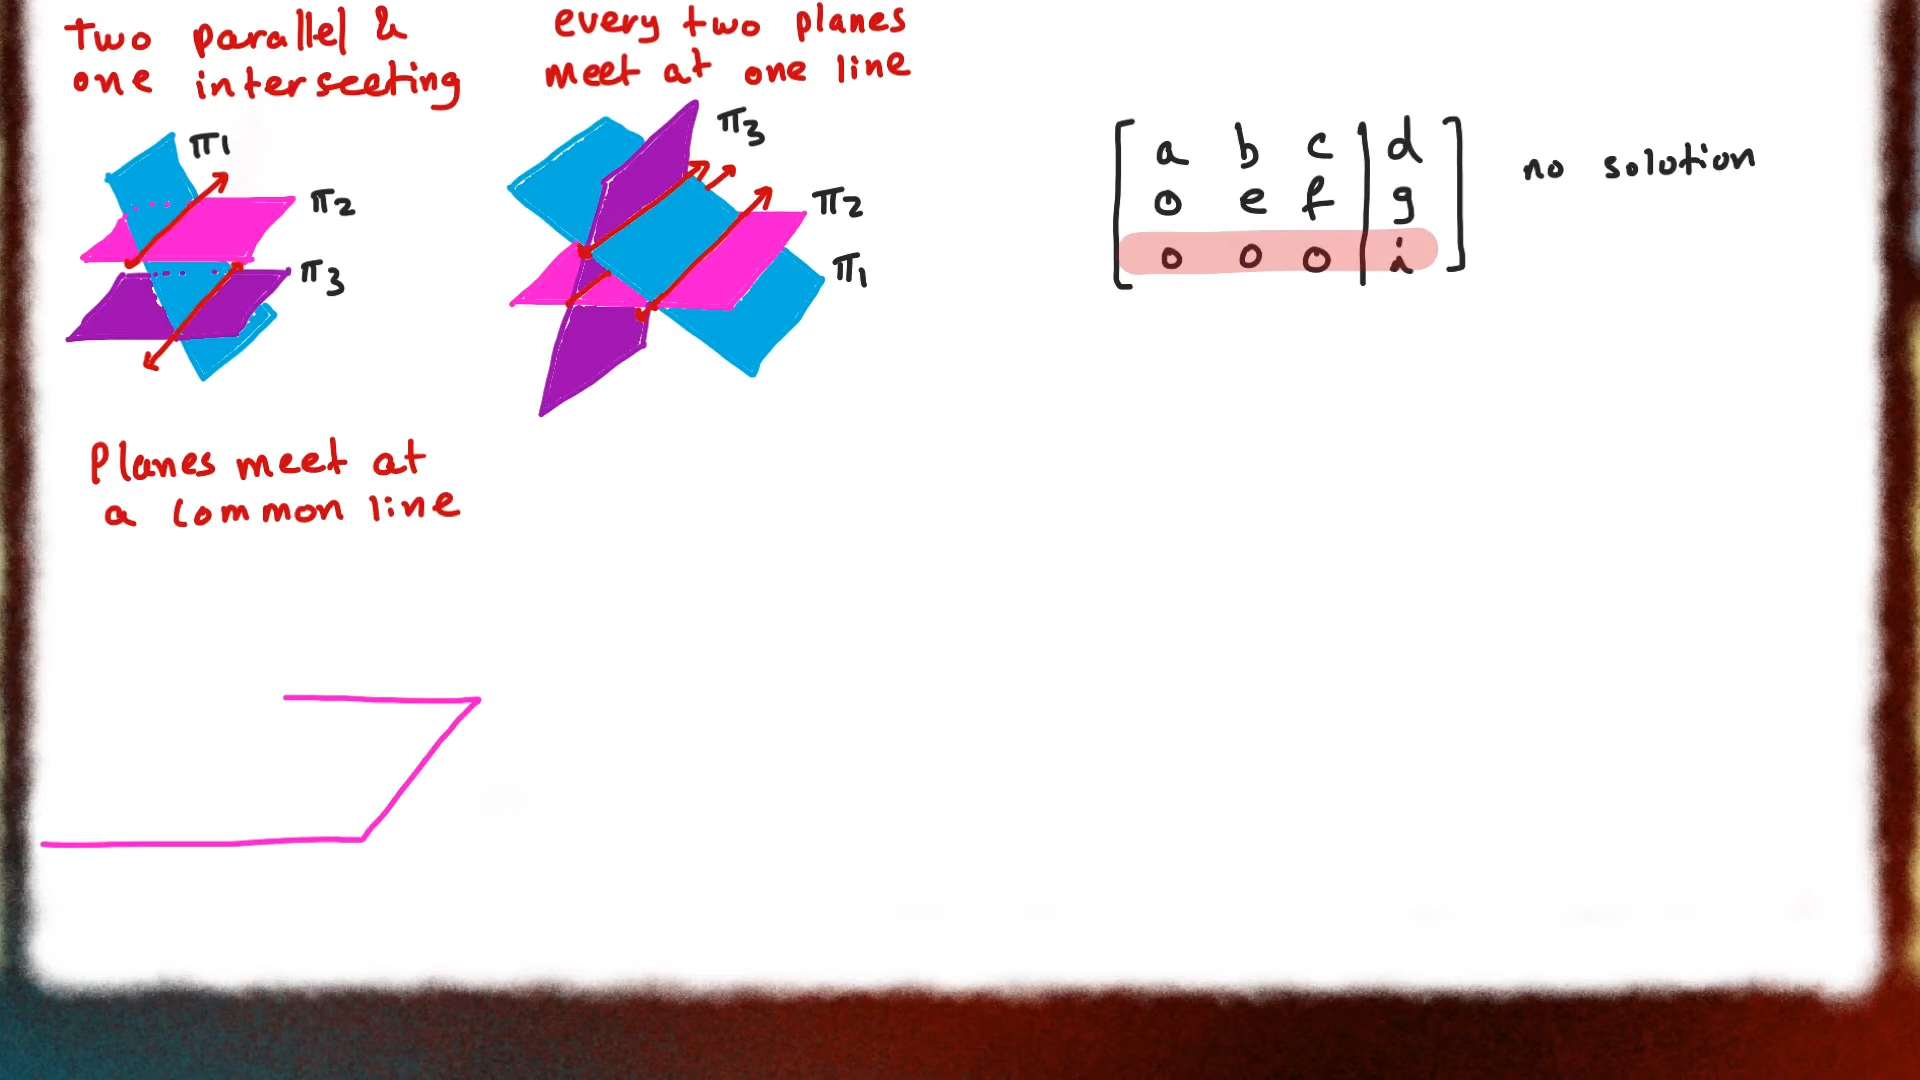 two parallel &
one interseeting
every two planes
meet at one line
π1
π2
π3
π3
π2
π1
[ a b c | d ]
0 e f | g
0 0 0 | i
no solution
Planes meet at
a common line